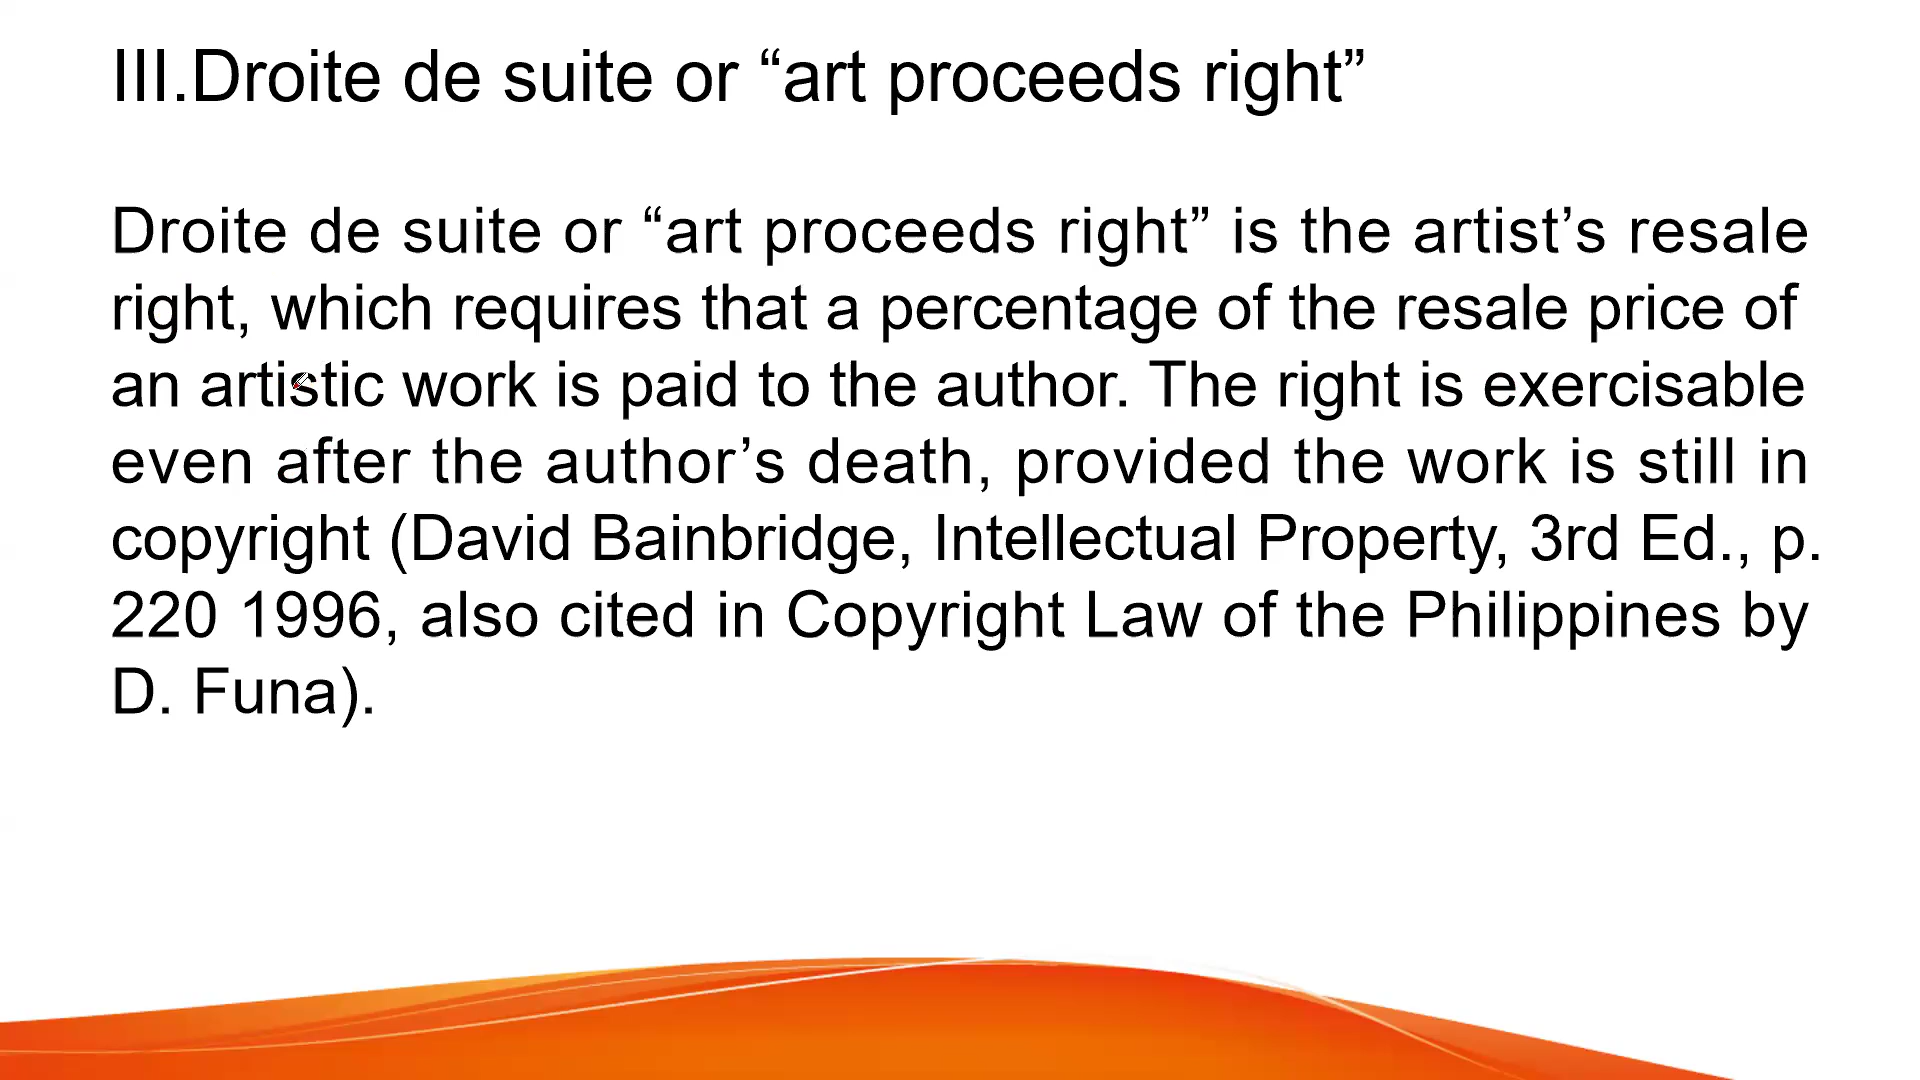 III.Droite de suite or “art proceeds right”
Droite de suite or “art proceeds right” is the artist’s resale
right, which requires that a percentage of the resale price of
an artistic work is paid to the author. The right is exercisable
even after the author’s death, provided the work is still in
copyright (David Bainbridge, Intellectual Property, 3rd Ed., p.
220 1996, also cited in Copyright Law of the Philippines by
D. Funa).